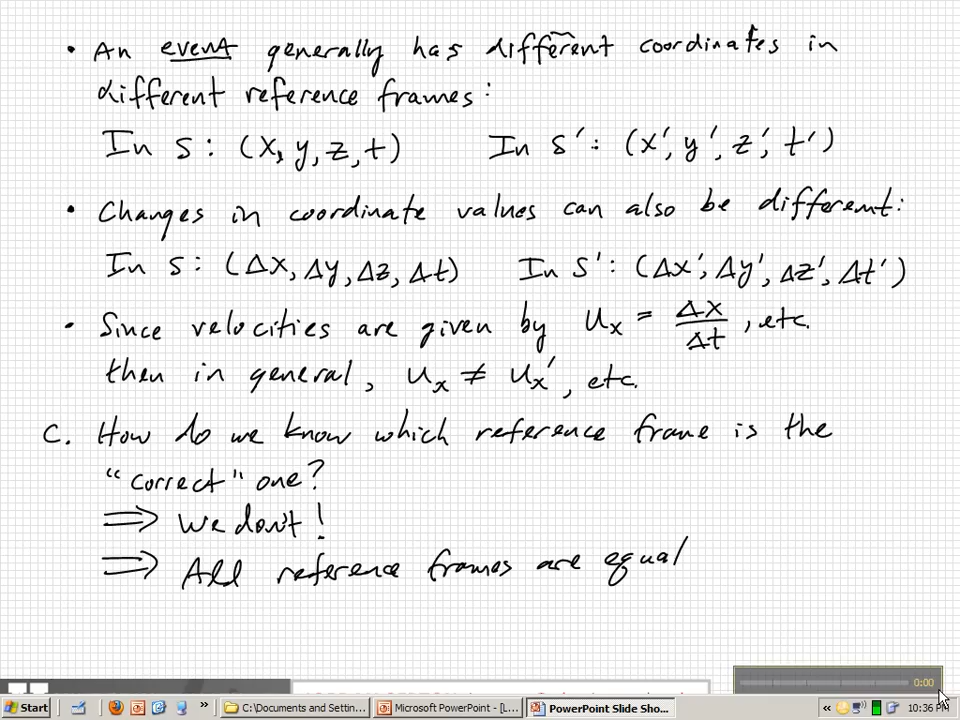 • An event generally has different coordinates in
different reference frames:
In S: (x, y, z, t) In S': (x', y', z', t')
• Changes in coordinate values can also be different:
In S: (Δx, Δy, Δz, Δt) In S': (Δx', Δy', Δz', Δt')
• Since velocities are given by Ux = Δx/Δt, etc.
then in general, Ux ≠ Ux', etc.
C. How do we know which reference frame is the
"correct" one?
⇒ We don't!
⇒ All reference frames are equal
0:00
Start » C:\Documents and Settin... Microsoft PowerPoint - [L... PowerPoint Slide Sho... « 10:36 PM